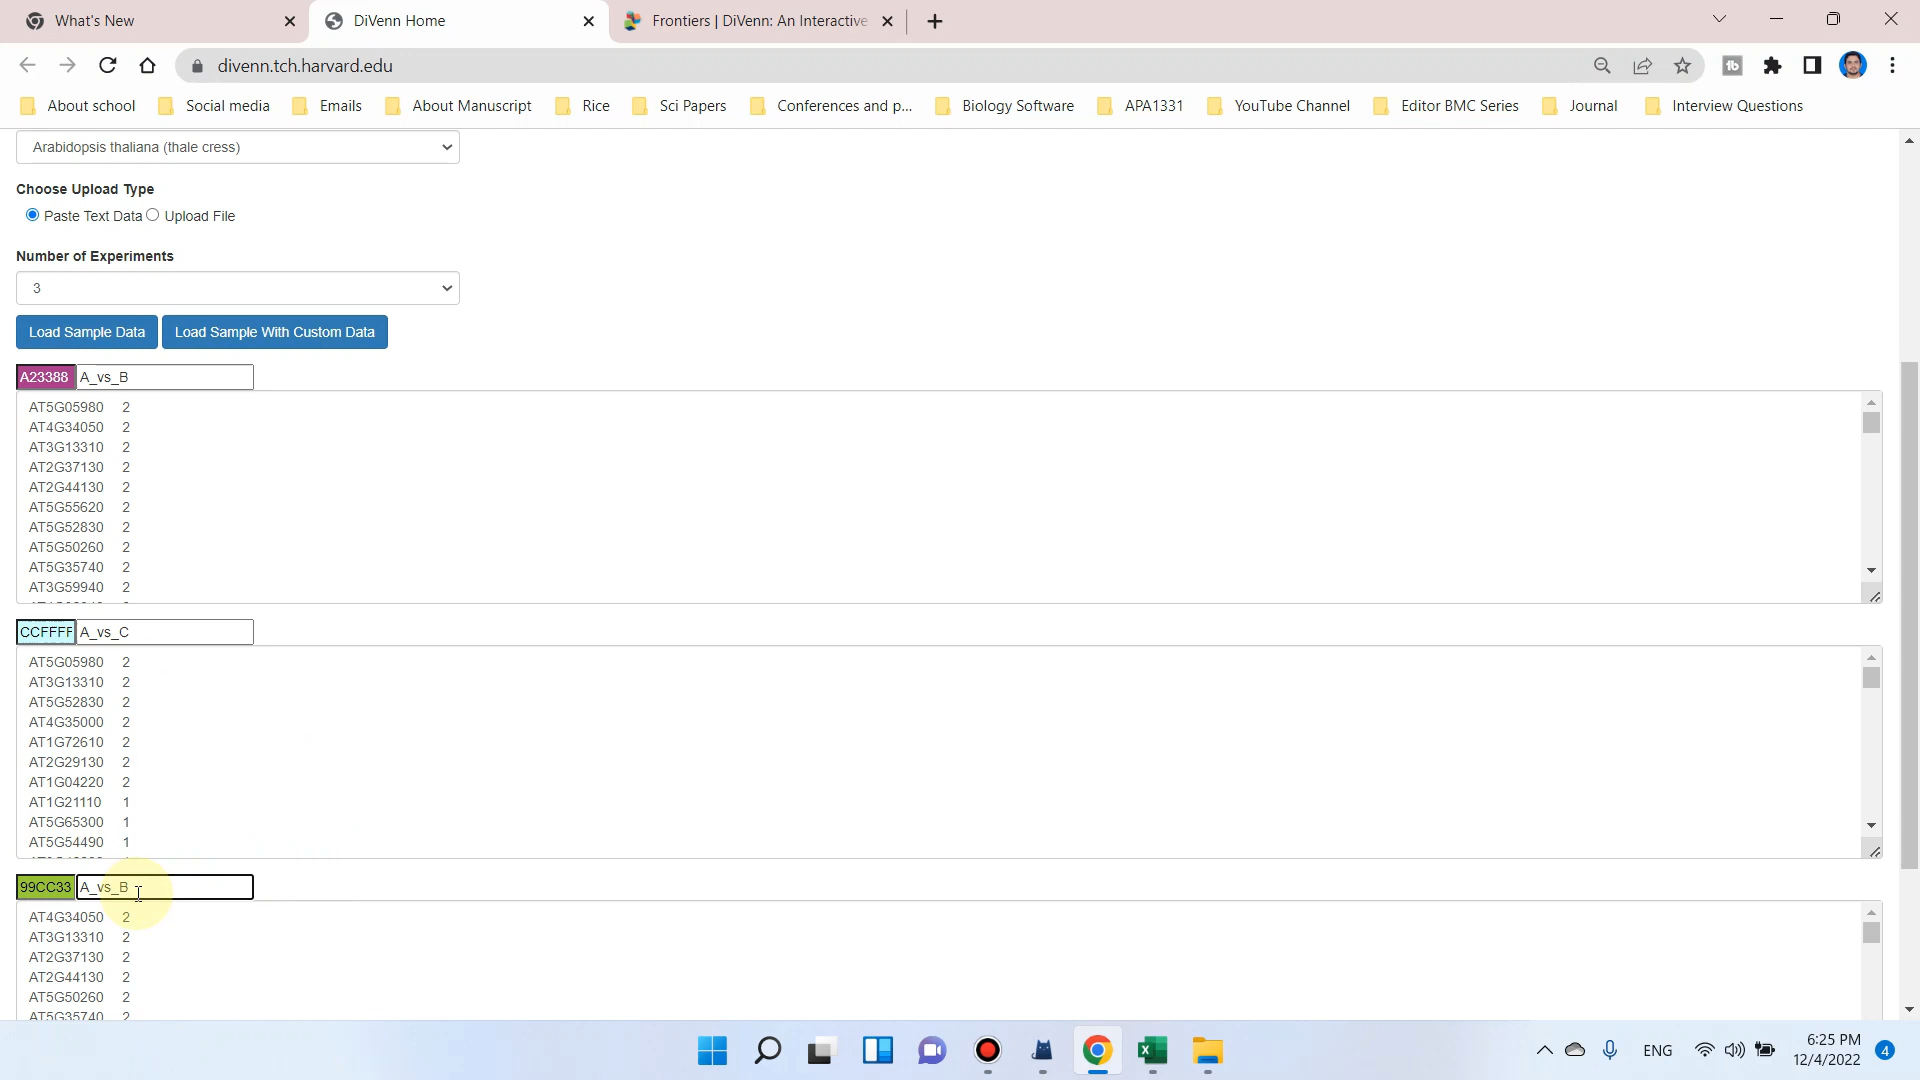 What's New
DiVenn Home
Frontiers | DiVenn: An Interactive
divenn.tch.harvard.edu
About school
Social media
Emails
About Manuscript
Rice
Sci Papers
Conferences and p...
Biology Software
APA1331
YouTube Channel
Editor BMC Series
Journal
Interview Questions
Arabidopsis thaliana (thale cress)
Choose Upload Type
Paste Text Data Upload File
Number of Experiments
3
Load Sample Data Load Sample With Custom Data
A23388 A_vs_B
AT5G05980 2
AT4G34050 2
AT3G13310 2
AT2G37130 2
AT2G44130 2
AT5G55620 2
AT5G52830 2
AT5G50260 2
AT5G35740 2
AT3G59940 2
CCFFFF A_vs_C
AT5G05980 2
AT3G13310 2
AT5G52830 2
AT4G35000 2
AT1G72610 2
AT2G29130 2
AT1G04220 2
AT1G21110 1
AT5G65300 1
AT5G54490 1
99CC33 A_vs_B
AT4G34050 2
AT3G13310 2
AT2G37130 2
AT2G44130 2
AT5G50260 2
AT5G35740 2
ENG
6:25 PM
12/4/2022
4